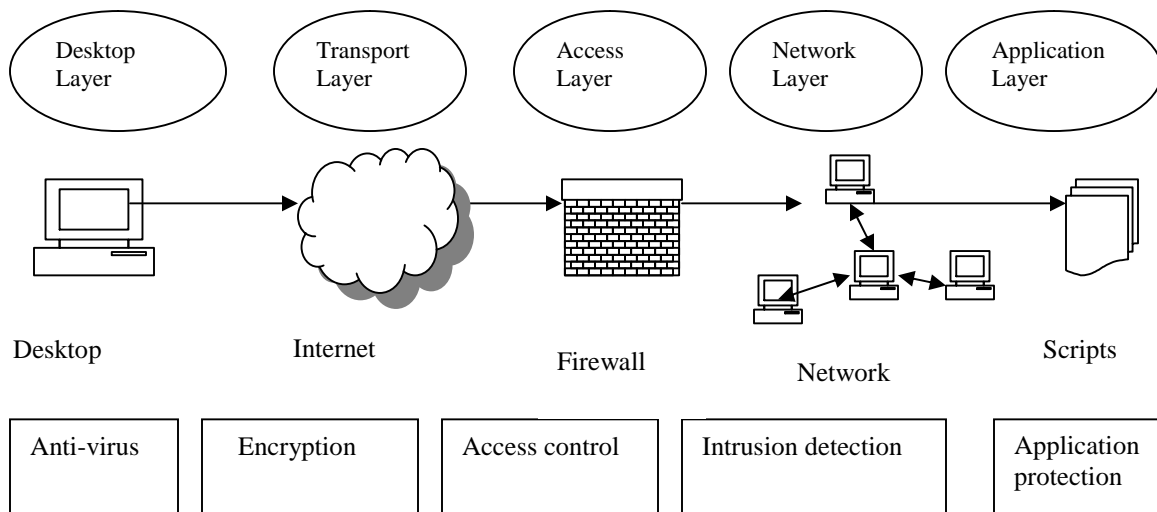 Desktop
Layer
Transport
Layer
Access
Layer
Network
Layer
Application
Layer
Desktop
Internet
Firewall
Network
Scripts
Anti-virus
Encryption
Access control
Intrusion detection
Application
protection